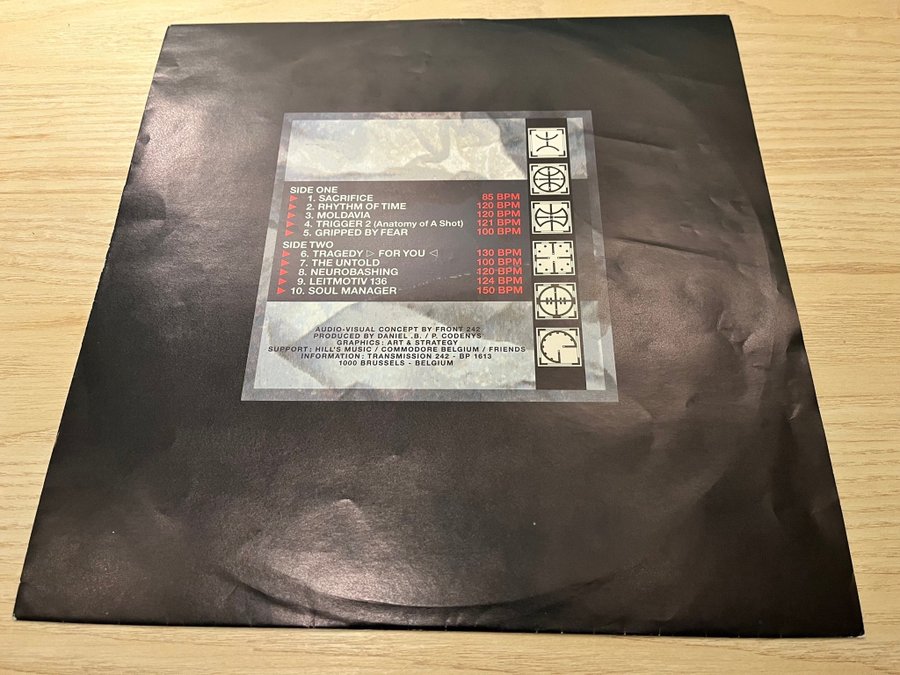 SIDE ONE
1. SACRIFICE 85 BPM
2. RHYTHM OF TIME 120 BPM
3. MOLDAVIA 120 BPM
4. TRIGGER 2 (Anatomy of A Shot) 121 BPM
5. GRIPPED BY FEAR 100 BPM
SIDE TWO
6. TRAGEDY ▷ FOR YOU ◁ 130 BPM
7. THE UNTOLD 100 BPM
8. NEUROBASHING 120 BPM
9. LEITMOTIV 136 124 BPM
10. SOUL MANAGER 150 BPM
AUDIO-VISUAL CONCEPT BY FRONT 242
PRODUCED BY DANIEL .B. / P. CODENYS
GRAPHICS: ART & STRATEGY
SUPPORT: HILL'S MUSIC / COMMODORE BELGIUM / FRIENDS
INFORMATION: TRANSMISSION 242 - BP 1613
1000 BRUSSELS - BELGIUM